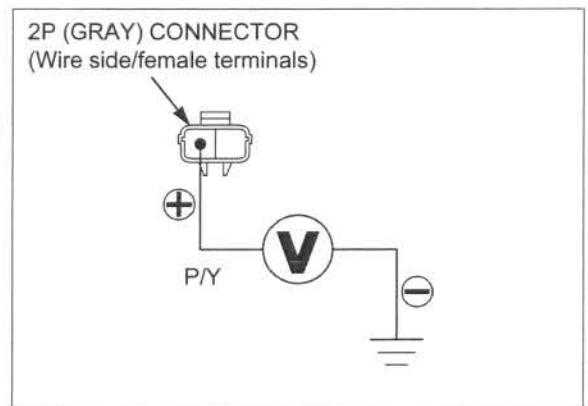 2P (GRAY) CONNECTOR
(Wire side/female terminals)
+
V
P/Y
−